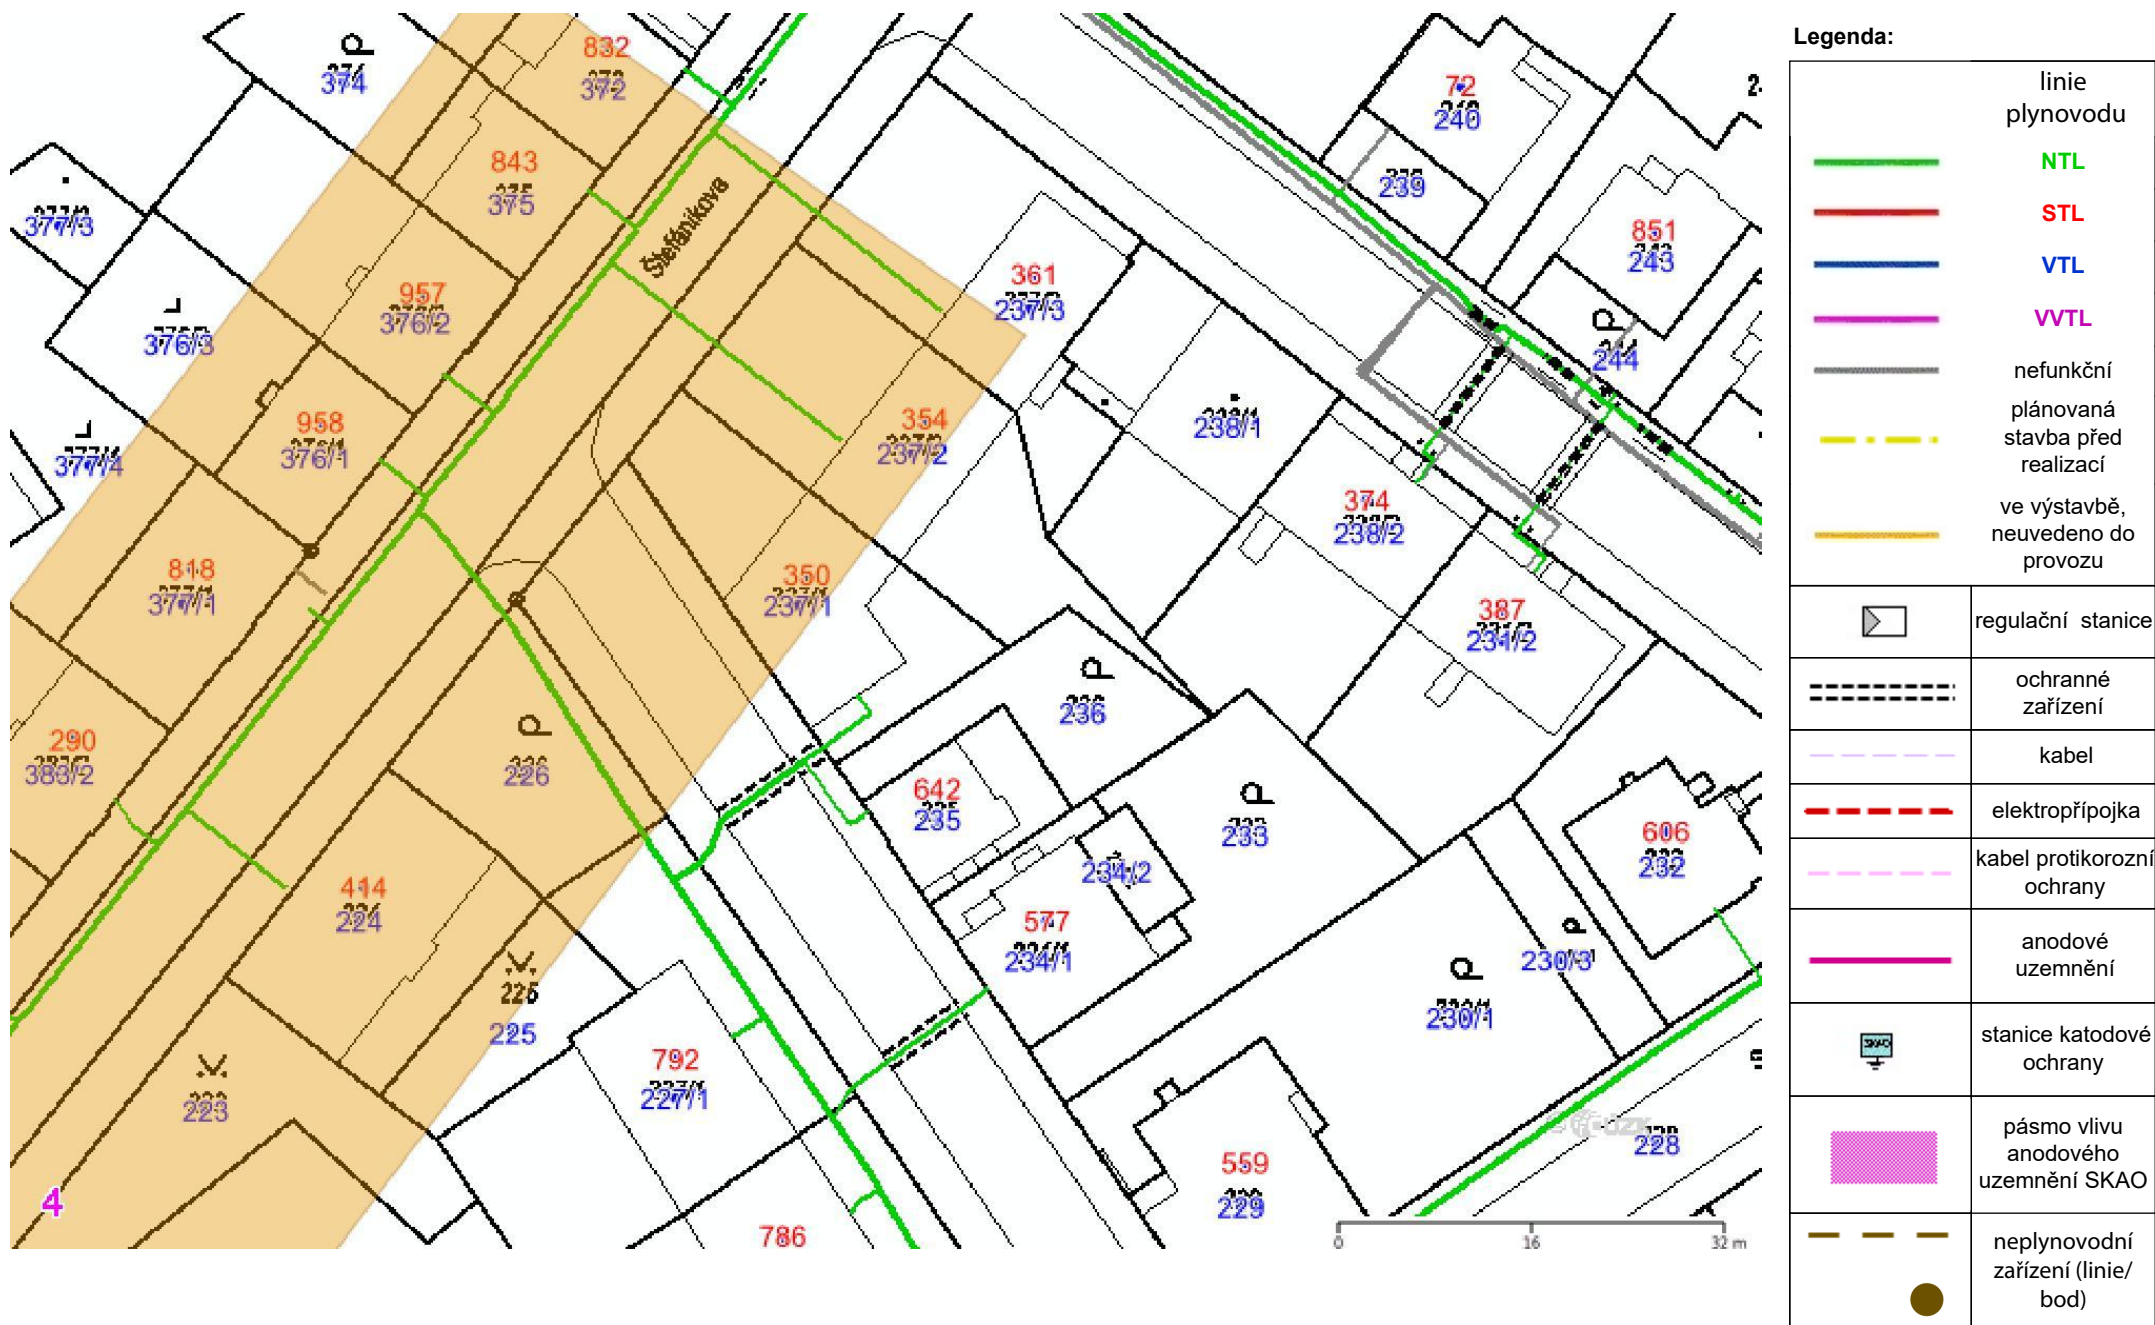 832
372
P
374
843
375
377/3
Štefánikova
957
376/2
L
376/3
958
376/1
L
377/4
818
377/1
290
383/2
414
224
K
223
4
P
226
K
225
225
792
227/1
786
361
237/3
354
237/2
350
237/1
238/1
374
238/2
387
234/2
P
236
642
235
P
233
234/2
577
234/1
P
230/1
P
230/3
606
232
559
229
228
72
240
239
851
243
P
244
0 16 32 m
Legenda:
linie
plynovodu
NTL
STL
VTL
VVTL
nefunkční
plánovaná
stavba před
realizací
ve výstavbě,
neuvedeno do
provozu
regulační stanice
ochranné
zařízení
kabel
elektropřípojka
kabel protikorozní
ochrany
anodové
uzemnění
SKAO
stanice katodové
ochrany
pásmo vlivu
anodového
uzemnění SKAO
neplynovodní
zařízení (linie/
bod)